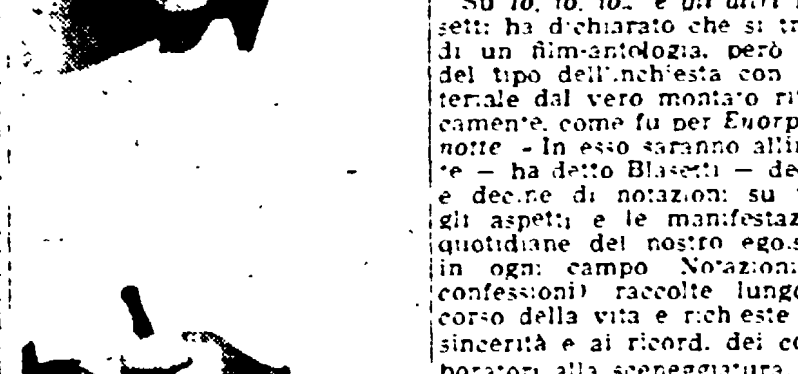 Su io, io, io.. e gli altri
setti ha dichiarato che si tr
di un film-antologia, però
del tipo dell'inchiesta con
teriale dal vero montato ri
camente, come fu per Europ
notte - In esso saranno alli
te — ha detto Blasetti — de
e decine di notazioni su
gli aspetti e le manifestaz
quotidiane del nostro egois
in ogni campo Notazioni
confessioni) raccolte lungo
corso della vita e richieste
sincerità e ai ricordi dei co
boratori alla sceneggiatura